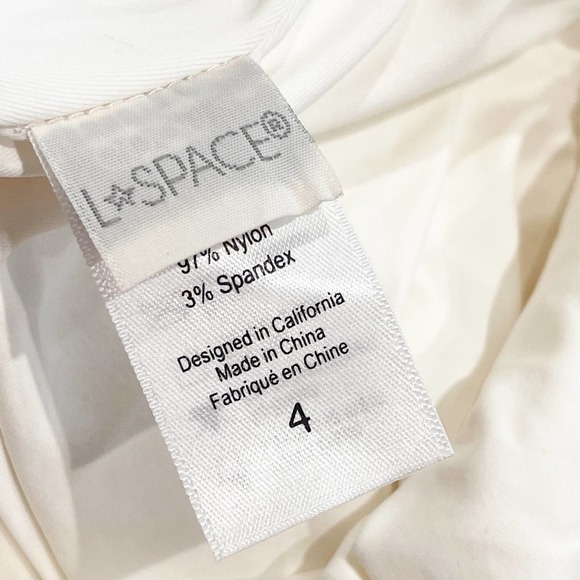 L☆SPACE®
97% Nylon
3% Spandex
Designed in California
Made in China
Fabriqué en Chine
4